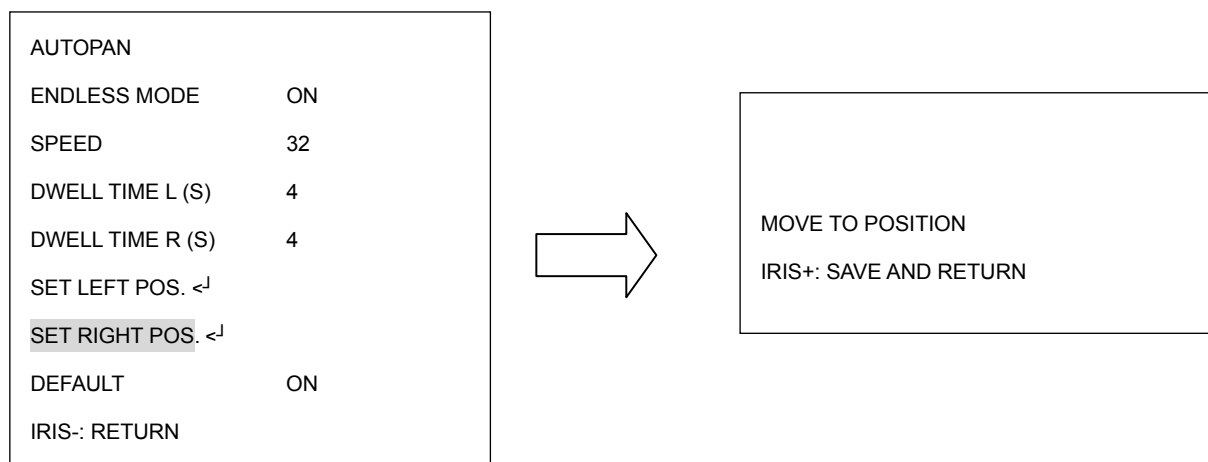 AUTOPAN
ENDLESS MODE ON
SPEED 32
DWELL TIME L (S) 4
DWELL TIME R (S) 4
SET LEFT POS. <┘
SET RIGHT POS. <┘
DEFAULT ON
IRIS-: RETURN
MOVE TO POSITION
IRIS+: SAVE AND RETURN